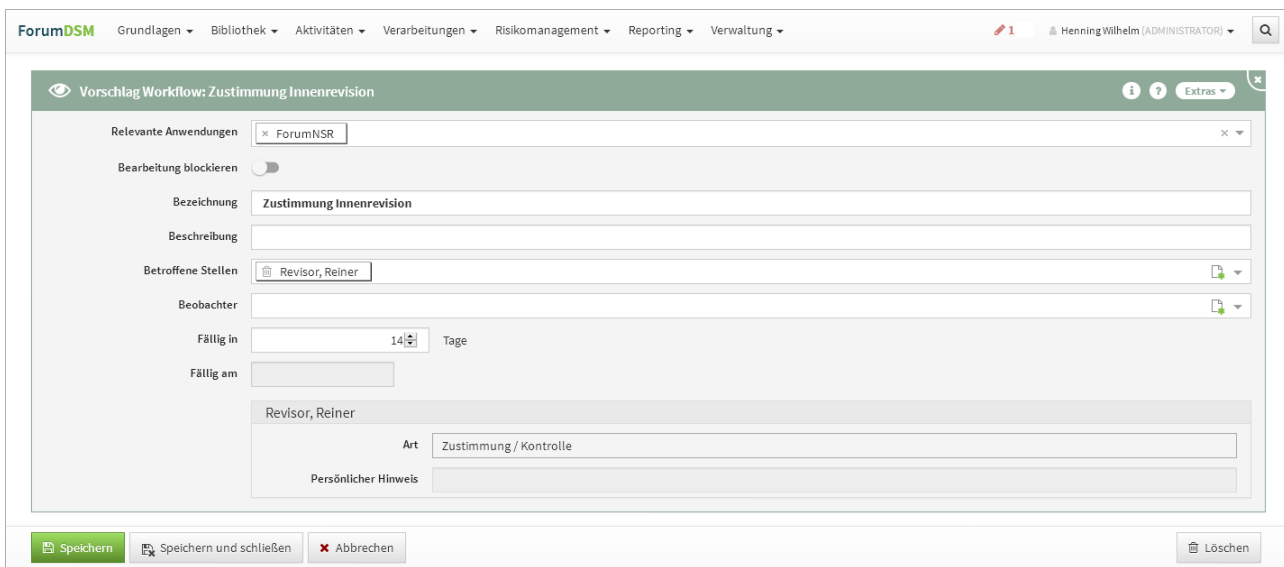 ForumDSM Grundlagen Bibliothek Aktivitäten Verarbeitungen Risikomanagement Reporting Verwaltung 1 Henning Wilhelm (ADMINISTRATOR)
Vorschlag Workflow: Zustimmung Innenrevision i ? Extras
Relevante Anwendungen × ForumNSR
Bearbeitung blockieren
Bezeichnung Zustimmung Innenrevision
Beschreibung
Betroffene Stellen Revisor, Reiner
Beobachter
Fällig in 14 Tage
Fällig am
Revisor, Reiner
Art Zustimmung / Kontrolle
Persönlicher Hinweis
Speichern Speichern und schließen Abbrechen Löschen